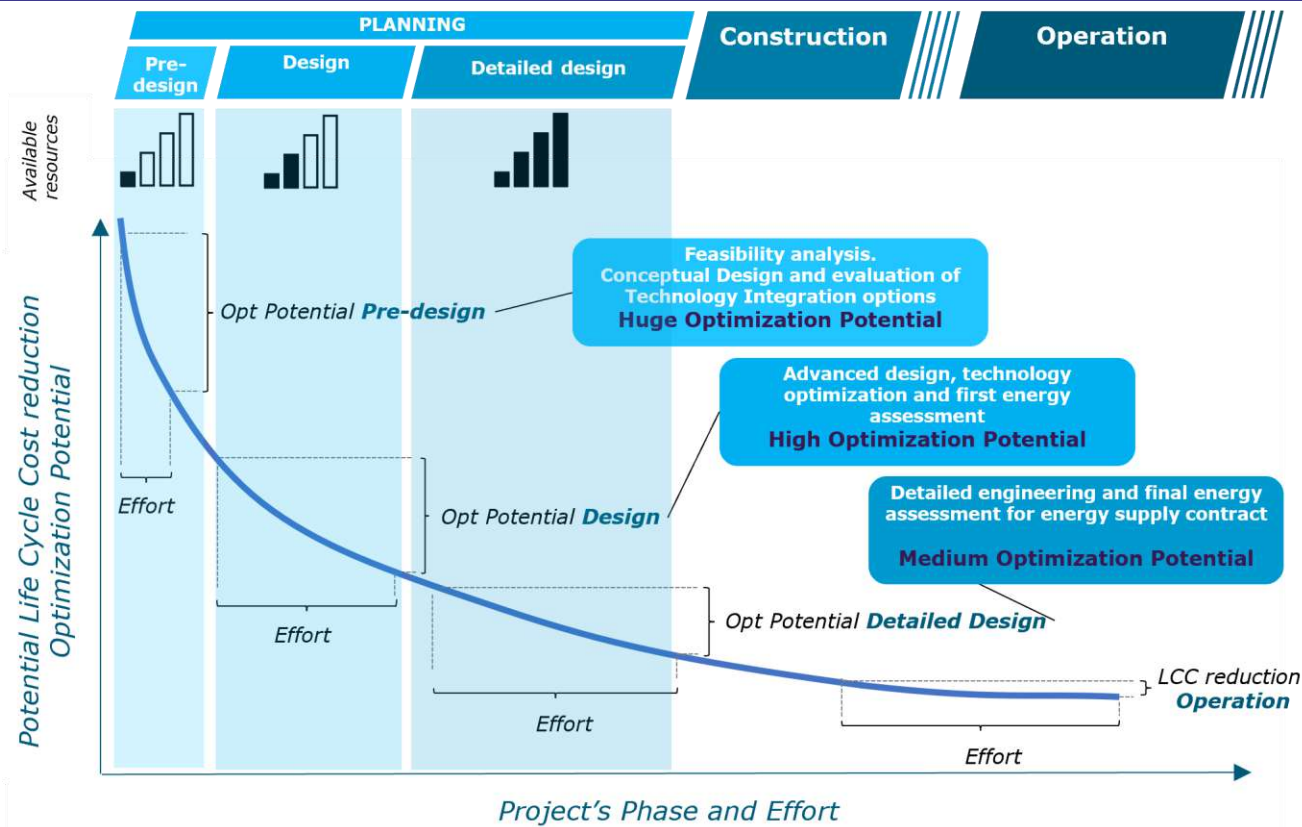 PLANNING
Construction
Operation
Pre-
design
Design
Detailed design
Available
resources
Feasibility analysis.
Conceptual Design and evaluation of
Technology Integration options
Huge Optimization Potential
Opt Potential Pre-design
Advanced design, technology
optimization and first energy
assessment
High Optimization Potential
Effort
Opt Potential Design
Detailed engineering and final energy
assessment for energy supply contract
Medium Optimization Potential
Effort
Opt Potential Detailed Design
LCC reduction
Operation
Effort
Effort
Potential Life Cycle Cost reduction
Optimization Potential
Project's Phase and Effort